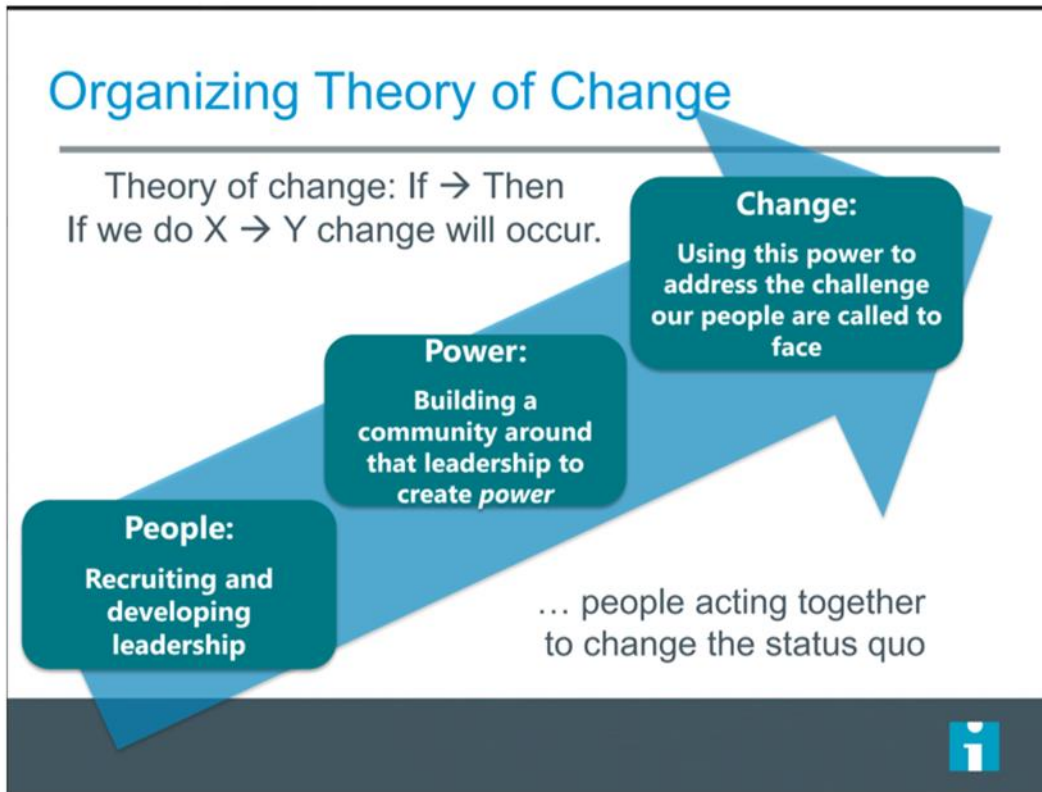 Organizing Theory of Change
Theory of change: If → Then
If we do X → Y change will occur.
Change:
Using this power to
address the challenge
our people are called to
face
Power:
Building a
community around
that leadership to
create power
People:
Recruiting and
developing
leadership
... people acting together
to change the status quo
i